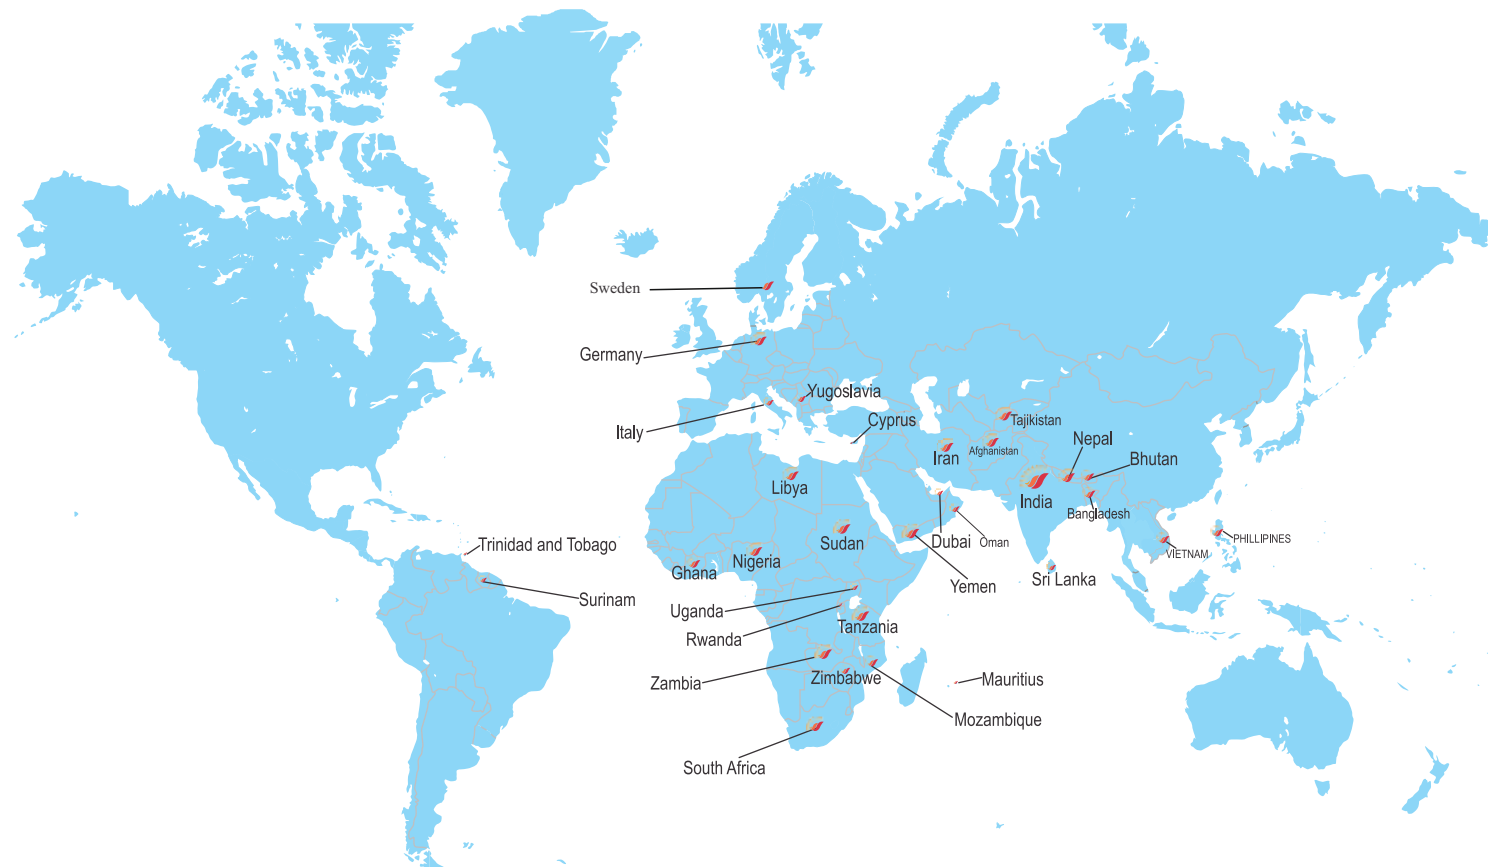 Sweden
Germany
Yugoslavia
Italy
Cyprus
Tajikistan
Nepal
Iran
Afghanistan
Bhutan
Libya
India
Bangladesh
Sudan
Dubai
Oman
PHILLIPINES
Trinidad and Tobago
VIETNAM
Nigeria
Ghana
Sri Lanka
Yemen
Surinam
Uganda
Tanzania
Rwanda
Zambia
Zimbabwe
Mauritius
Mozambique
South Africa